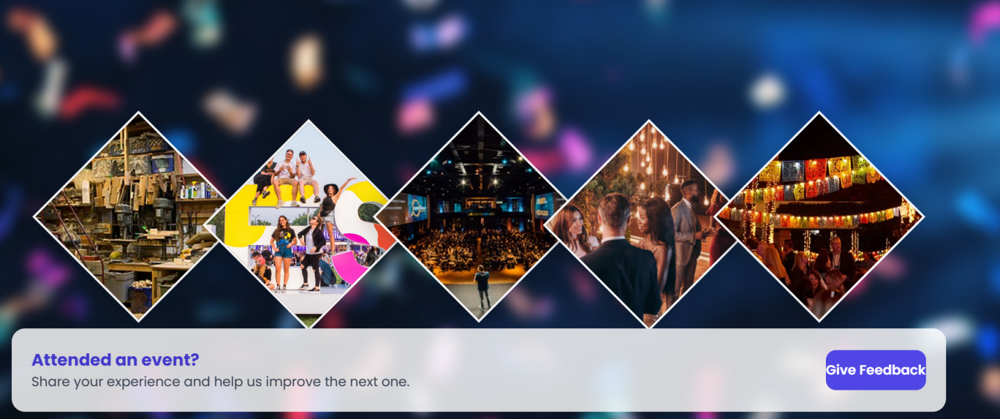 Attended an event?
Share your experience and help us improve the next one.
Give Feedback